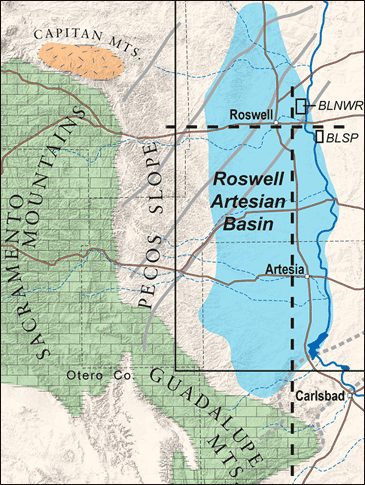 CAPITAN MTS.
BLNWR
Roswell
BLSP
SACRAMENTO
MOUNTAINS
PECOS SLOPE
Roswell
Artesian
Basin
Artesia
Otero Co.
GUADALUPE
MTS.
Carlsbad